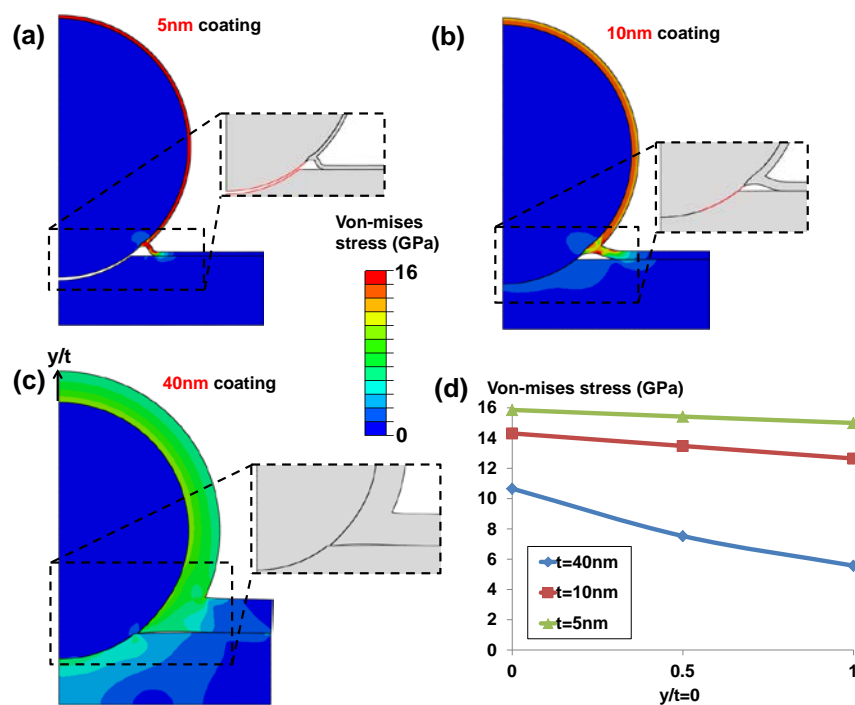 (a)
5nm coating
(b)
10nm coating
Von-mises
stress (GPa)
16
0
(c)
y/t
40nm coating
(d)
Von-mises stress (GPa)
16
14
12
10
8
6
4
2
0
t=40nm
t=10nm
t=5nm
0
0.5
1
y/t=0